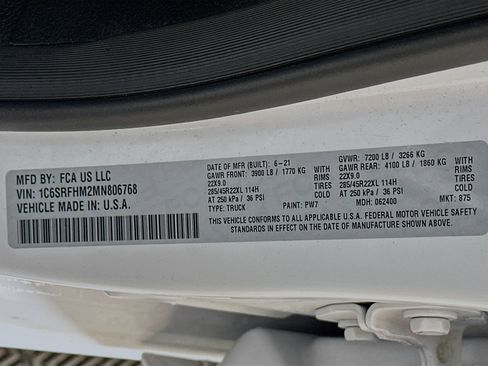 MFD BY: FCA US LLC
VIN: 1C6SRFHM2MN806768
VEHICLE MADE IN: U.S.A.
DATE OF MFR (BUILT): 6-21 GVWR: 7200 LB / 3266 KG
GAWR FRONT: 3900 LB / 1770 KG WITH GAWR REAR: 4100 LB / 1860 KG WITH
22X9.0 RIMS 22X9.0 RIMS
285/45R22XL 114H TIRES 285/45R22XL 114H TIRES
AT 250 kPa / 36 PSI COLD AT 250 kPa / 36 PSI COLD
TYPE: TRUCK PAINT: PW7 MDH: 062400 MKT: 875
CONFORMS TO ALL APPLICABLE U.S.A. FEDERAL MOTOR VEHICLE SAFETY
STANDARDS IN EFFECT ON THE DATE OF MANUFACTURE SHOWN ABOVE.